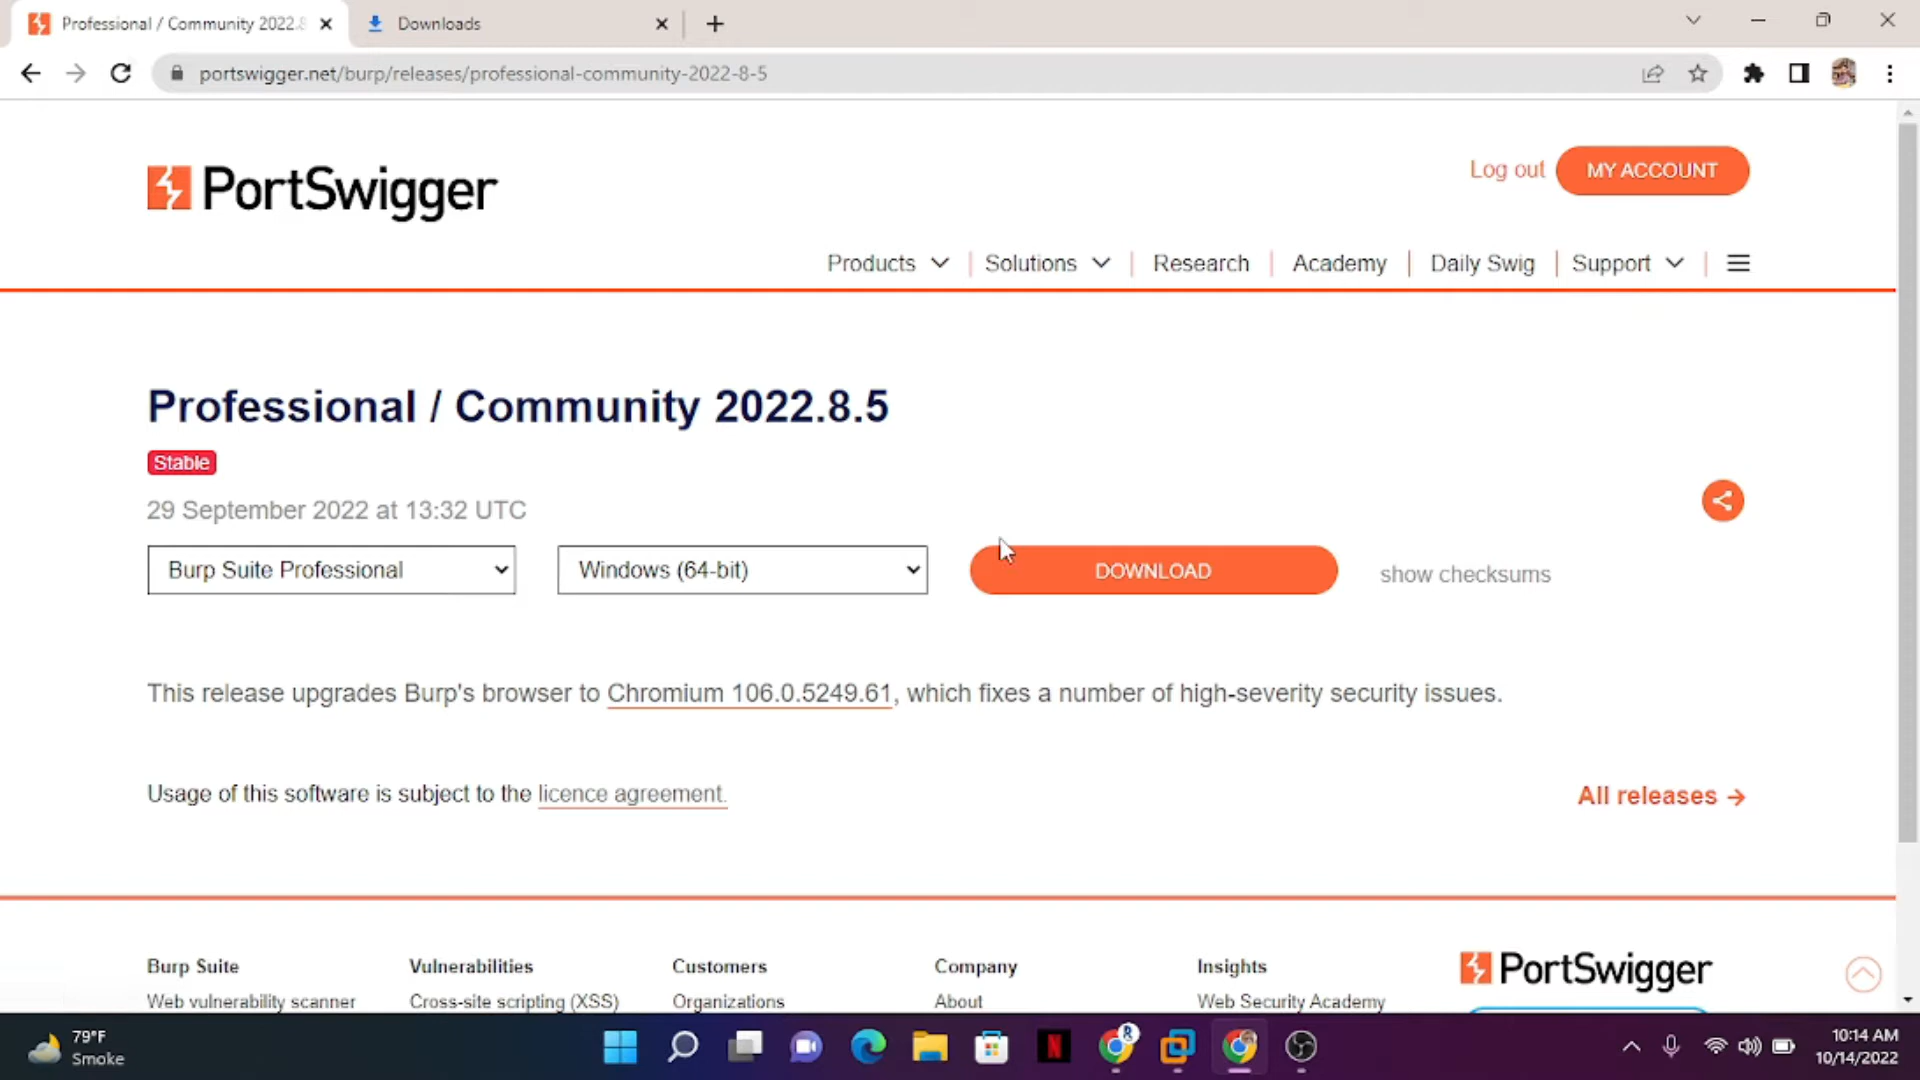 Professional / Community 2022.8
Downloads
portswigger.net/burp/releases/professional-community-2022-8-5
PortSwigger
Log out
MY ACCOUNT
Products
Solutions
Research
Academy
Daily Swig
Support
Professional / Community 2022.8.5
Stable
29 September 2022 at 13:32 UTC
Burp Suite Professional
Windows (64-bit)
DOWNLOAD
show checksums
This release upgrades Burp's browser to Chromium 106.0.5249.61, which fixes a number of high-severity security issues.
Usage of this software is subject to the licence agreement.
All releases →
Burp Suite
Vulnerabilities
Customers
Company
Insights
PortSwigger
Web vulnerability scanner
Cross-site scripting (XSS)
Organizations
About
Web Security Academy
79°F
Smoke
N
R
10:14 AM
10/14/2022